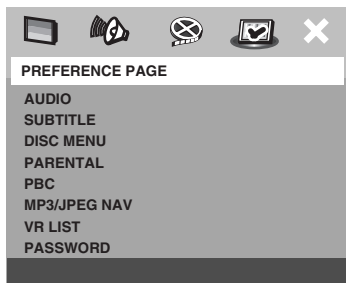 PREFERENCE PAGE
AUDIO
SUBTITLE
DISC MENU
PARENTAL
PBC
MP3/JPEG NAV
VR LIST
PASSWORD